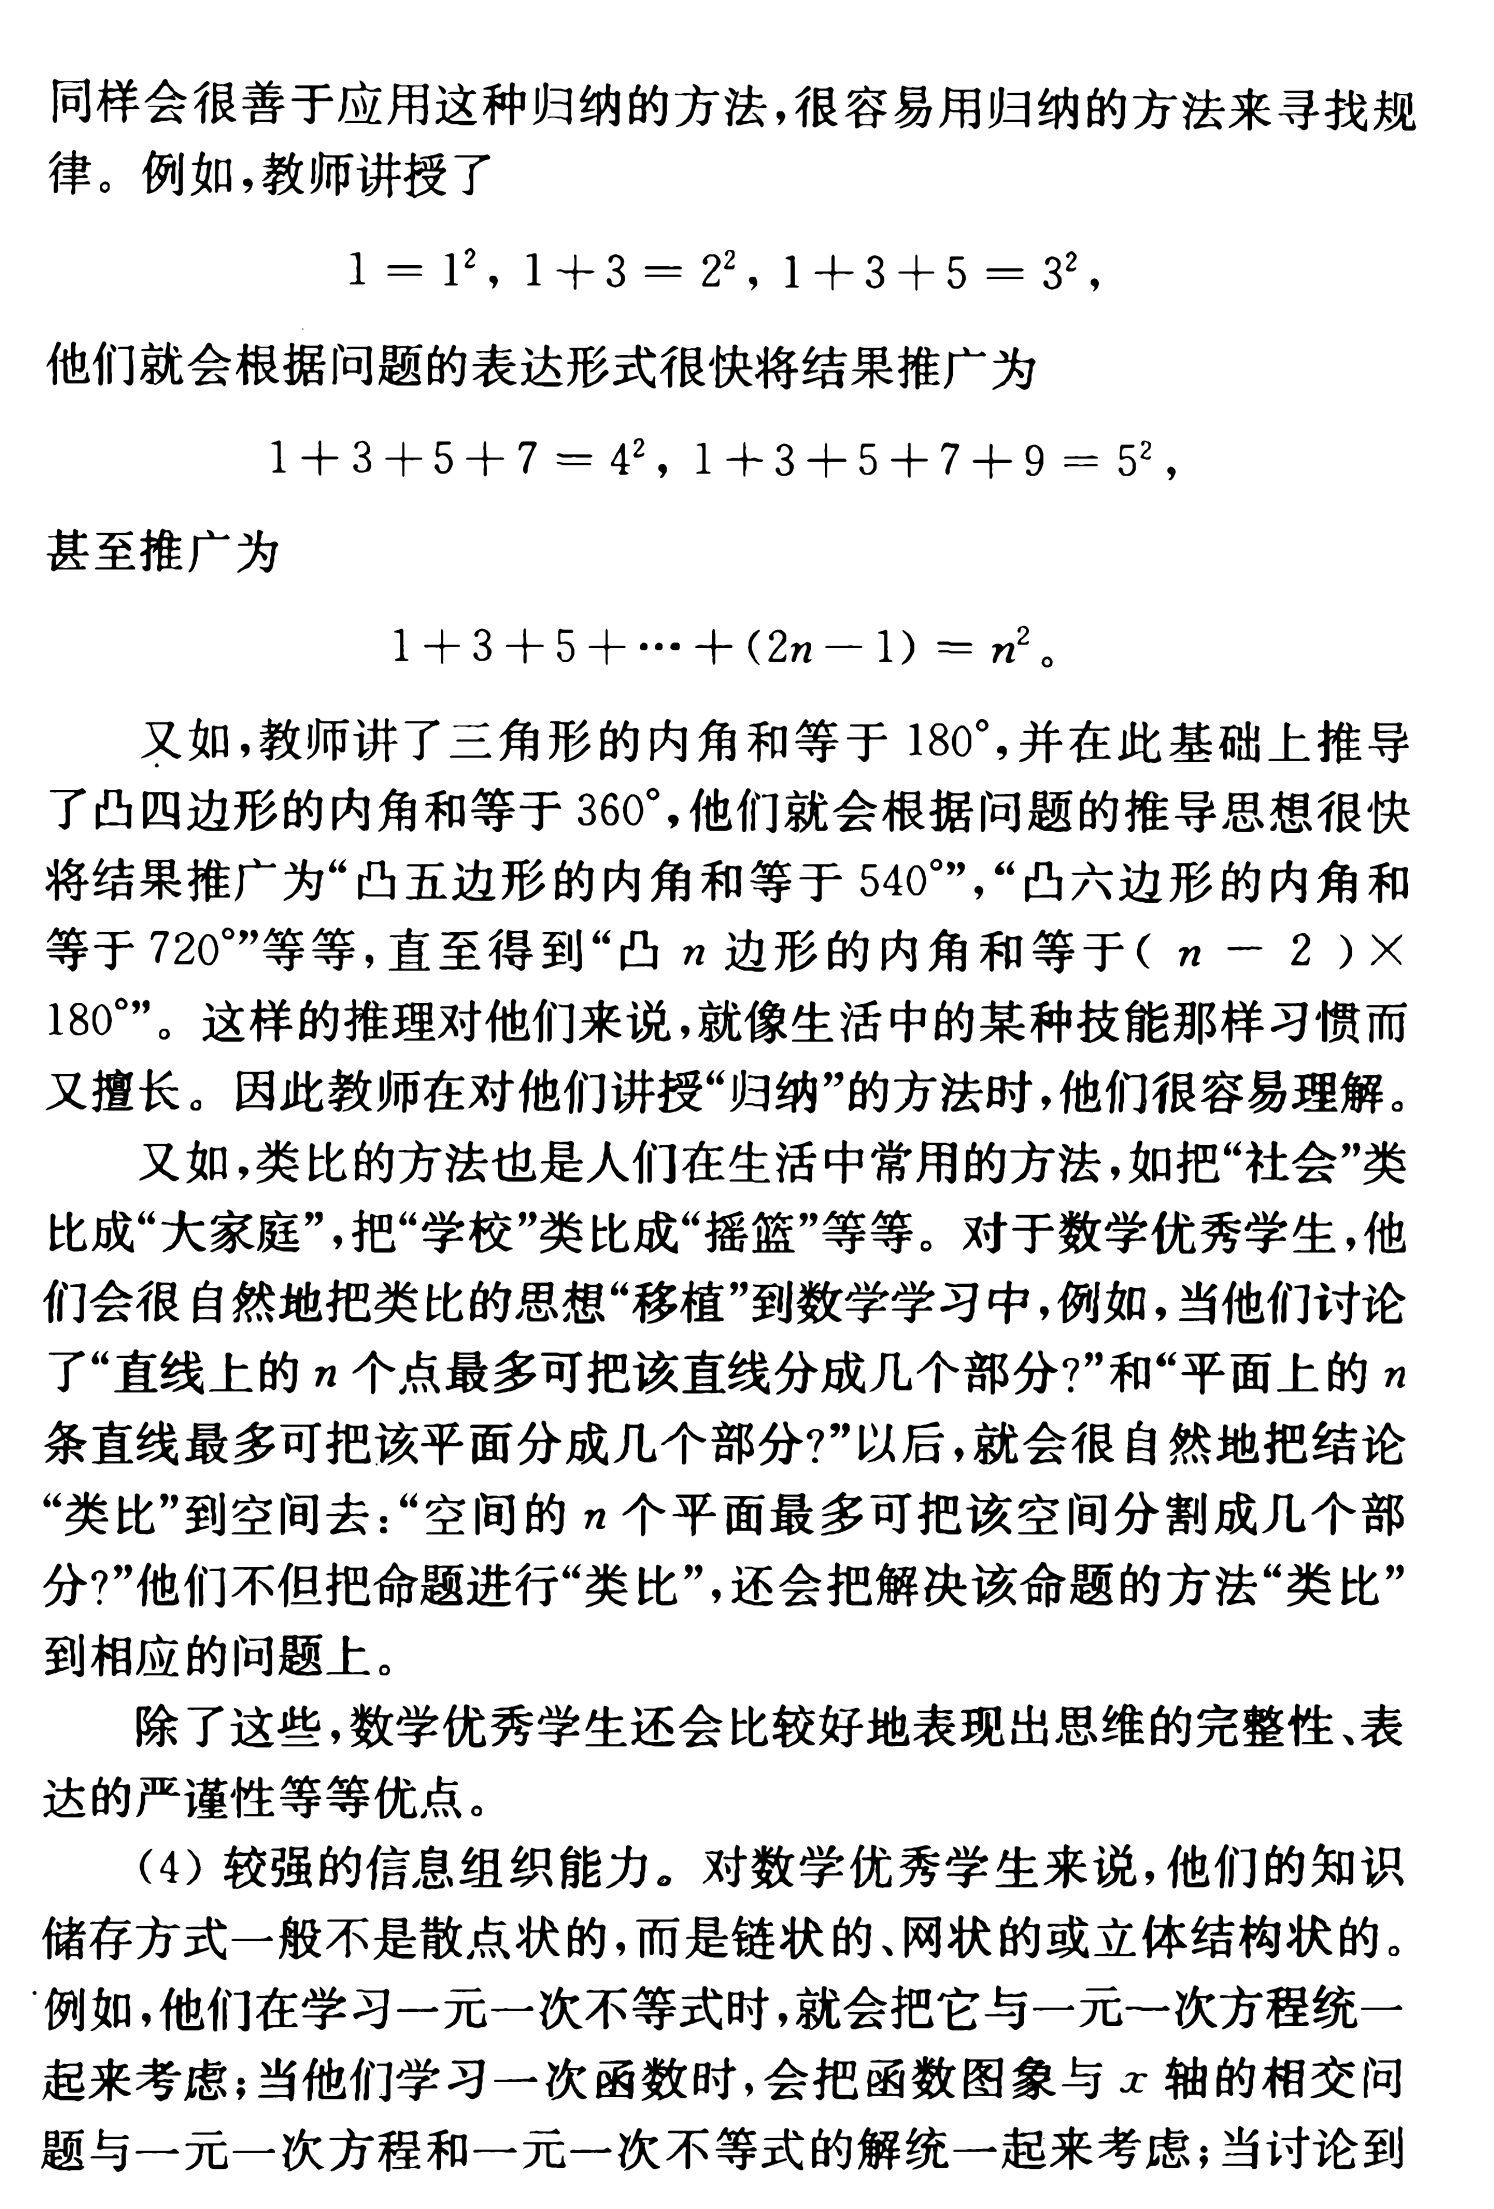 同样会很善于应用这种归纳的方法,很容易用归纳的方法来寻找规
律。例如,教师讲授了
1 = 1², 1+3 = 2², 1+3+5 = 3²,
他们就会根据问题的表达形式很快将结果推广为
1+3+5+7 = 4², 1+3+5+7+9 = 5²,
甚至推广为
1+3+5+…+(2n-1) = n²。
又如,教师讲了三角形的内角和等于 180°,并在此基础上推导
了凸四边形的内角和等于 360°,他们就会根据问题的推导思想很快
将结果推广为“凸五边形的内角和等于 540°”,“凸六边形的内角和
等于 720°”等等,直至得到“凸 n 边形的内角和等于( n - 2 )×
180°”。这样的推理对他们来说,就像生活中的某种技能那样习惯而
又擅长。因此教师在对他们讲授“归纳”的方法时,他们很容易理解。
又如,类比的方法也是人们在生活中常用的方法,如把“社会”类
比成“大家庭”,把“学校”类比成“摇篮”等等。对于数学优秀学生,他
们会很自然地把类比的思想“移植”到数学学习中,例如,当他们讨论
了“直线上的 n 个点最多可把该直线分成几个部分?”和“平面上的 n
条直线最多可把该平面分成几个部分?”以后,就会很自然地把结论
“类比”到空间去:“空间的 n 个平面最多可把该空间分割成几个部
分?”他们不但把命题进行“类比”,还会把解决该命题的方法“类比”
到相应的问题上。
除了这些,数学优秀学生还会比较好地表现出思维的完整性、表
达的严谨性等等优点。
(4) 较强的信息组织能力。对数学优秀学生来说,他们的知识
储存方式一般不是散点状的,而是链状的、网状的或立体结构状的。
例如,他们在学习一元一次不等式时,就会把它与一元一次方程统一
起来考虑;当他们学习一次函数时,会把函数图象与 x 轴的相交问
题与一元一次方程和一元一次不等式的解统一起来考虑;当讨论到